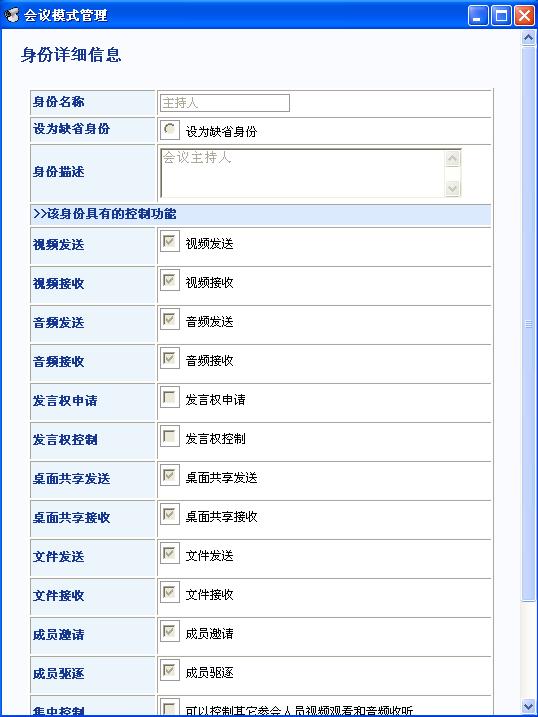 会议模式管理
身份详细信息
身份名称 主持人
设为缺省身份 设为缺省身份
身份描述 会议主持人
>>该身份具有的控制功能
视频发送 视频发送
视频接收 视频接收
音频发送 音频发送
音频接收 音频接收
发言权申请 发言权申请
发言权控制 发言权控制
桌面共享发送 桌面共享发送
桌面共享接收 桌面共享接收
文件发送 文件发送
文件接收 文件接收
成员邀请 成员邀请
成员驱逐 成员驱逐
集中控制 可以控制其它参会人员视频观看和音频收听